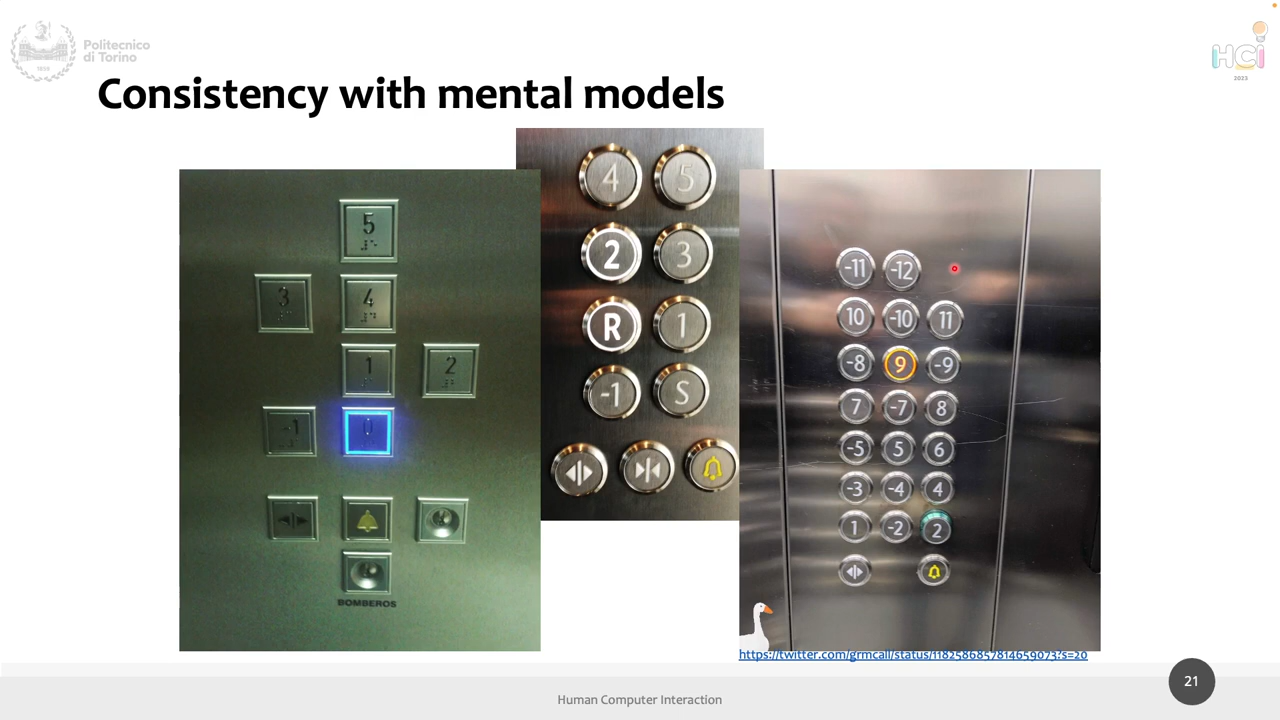 Politecnico
di Torino
1859
HCI
2023
Consistency with mental models
5
3 4
1 2
-1 0
BOMBEROS
4 5
2 3
R 1
-1 S
-11 -12
10 -10 11
-8 9 -9
7 -7 8
-5 5 6
-3 -4 4
1 -2 2
https://twitter.com/grmcall/status/1182586857814659073?s=20
Human Computer Interaction
21